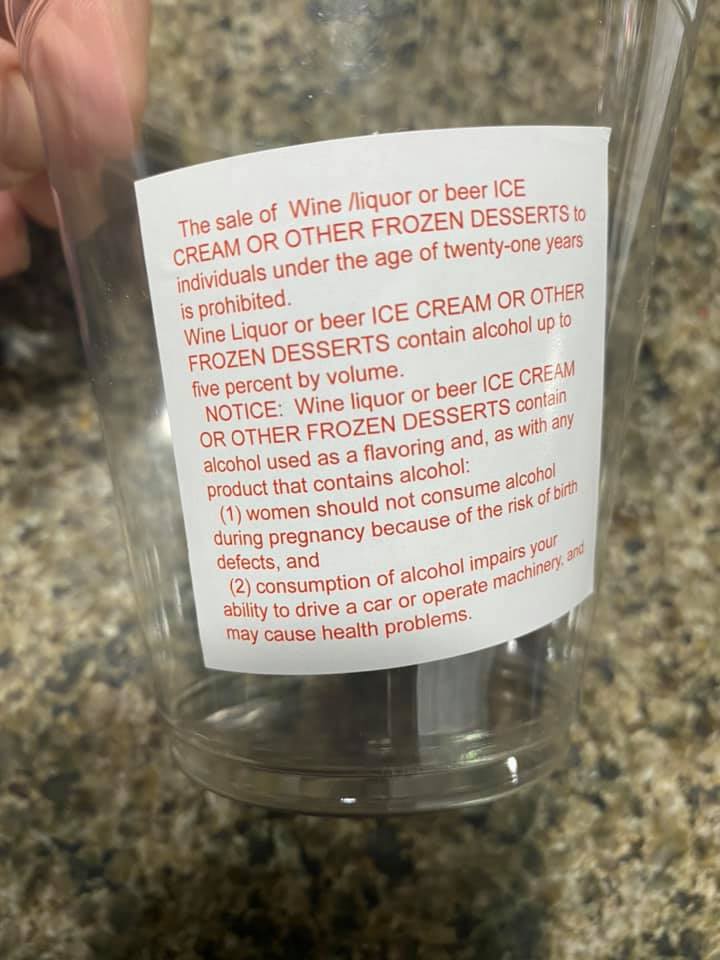 The sale of Wine /liquor or beer ICE
CREAM OR OTHER FROZEN DESSERTS to
individuals under the age of twenty-one years
is prohibited.
Wine Liquor or beer ICE CREAM OR OTHER
FROZEN DESSERTS contain alcohol up to
five percent by volume.
NOTICE: Wine liquor or beer ICE CREAM
OR OTHER FROZEN DESSERTS contain
alcohol used as a flavoring and, as with any
product that contains alcohol:
(1) women should not consume alcohol
during pregnancy because of the risk of birth
defects, and
(2) consumption of alcohol impairs your
ability to drive a car or operate machinery, and
may cause health problems.